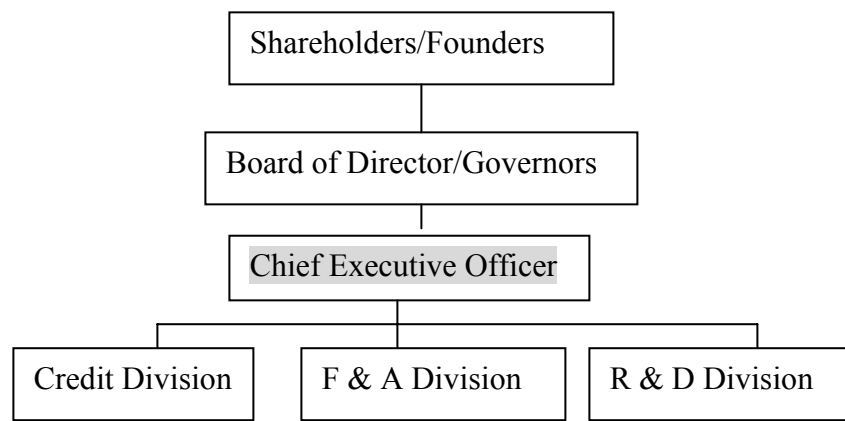 Shareholders/Founders
Board of Director/Governors
Chief Executive Officer
Credit Division
F & A Division
R & D Division